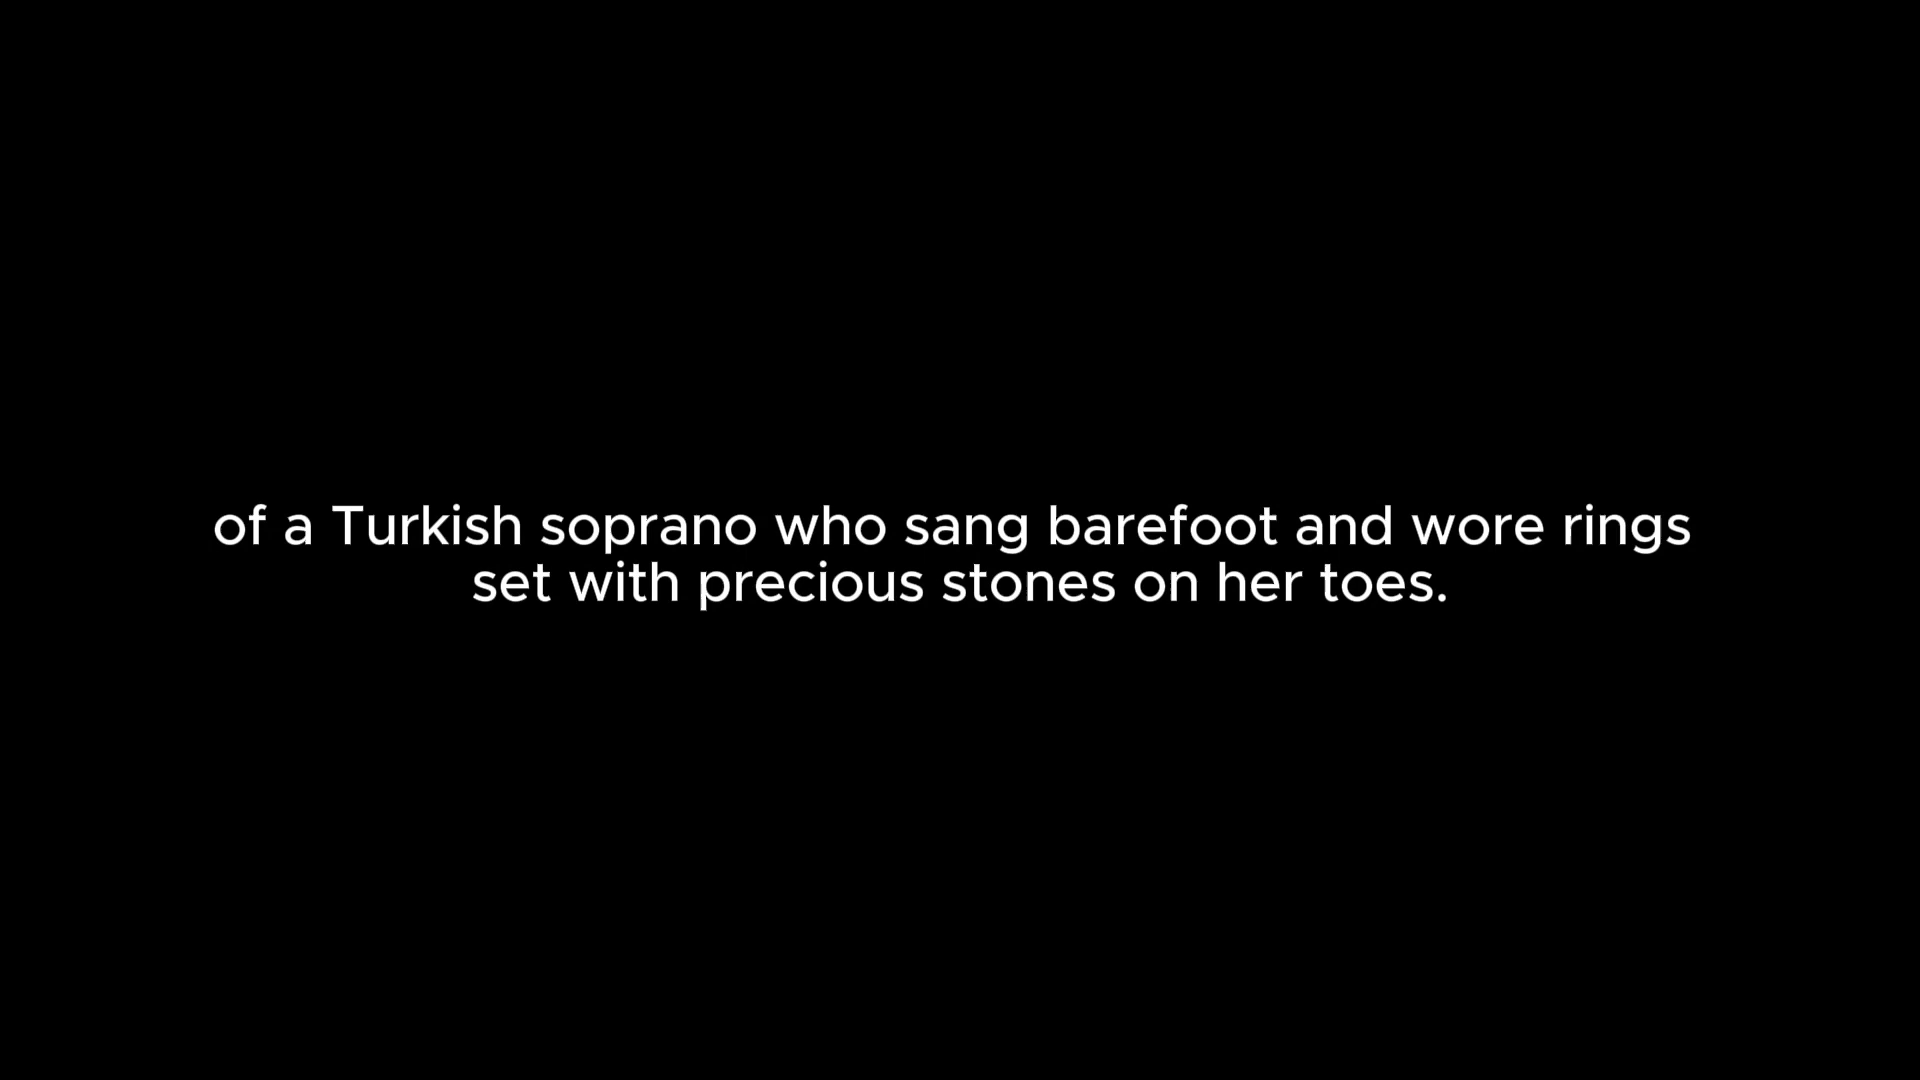 of a Turkish soprano who sang barefoot and wore rings
set with precious stones on her toes.